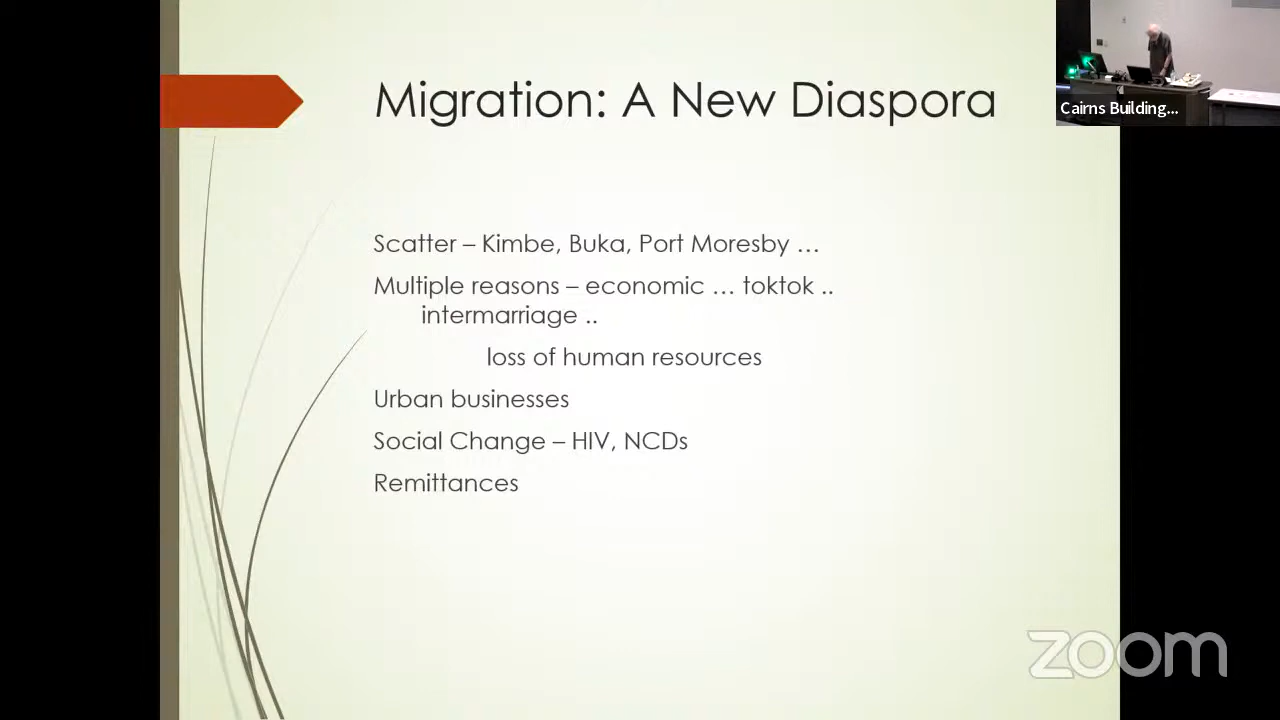 Migration: A New Diaspora
Cairns Building...
Scatter – Kimbe, Buka, Port Moresby …
Multiple reasons – economic … toktok ..
intermarriage ..
loss of human resources
Urban businesses
Social Change – HIV, NCDs
Remittances
zoom